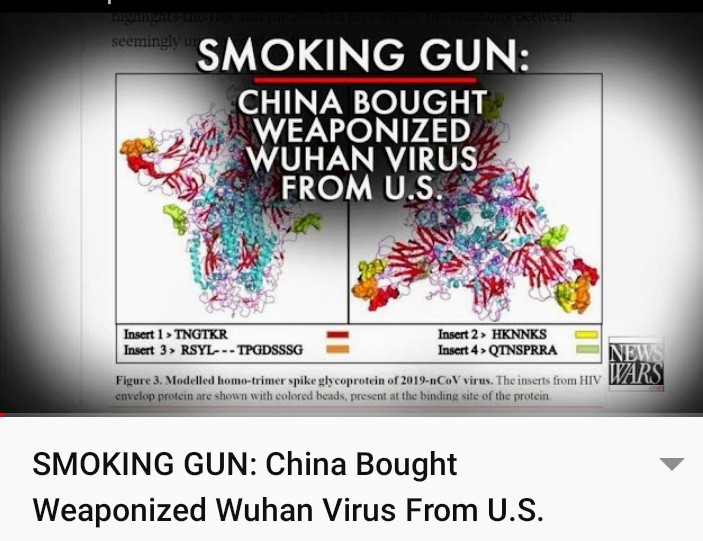 highlights the
between
seemingly
SMOKING GUN:
CHINA BOUGHT
WEAPONIZED
WUHAN VIRUS
FROM U.S.
Insert 1 > TNGTKR
Insert 2 > HKNNKS
Insert 3 > RSYL---TPGDSSSG
Insert 4 > QTNSPRRA
Figure 3. Modelled homo-trimer spike glycoprotein of 2019-nCoV virus. The inserts from HIV
envelop protein are shown with colored beads, present at the binding site of the protein.
NEWS
WARS
SMOKING GUN: China Bought
Weaponized Wuhan Virus From U.S.